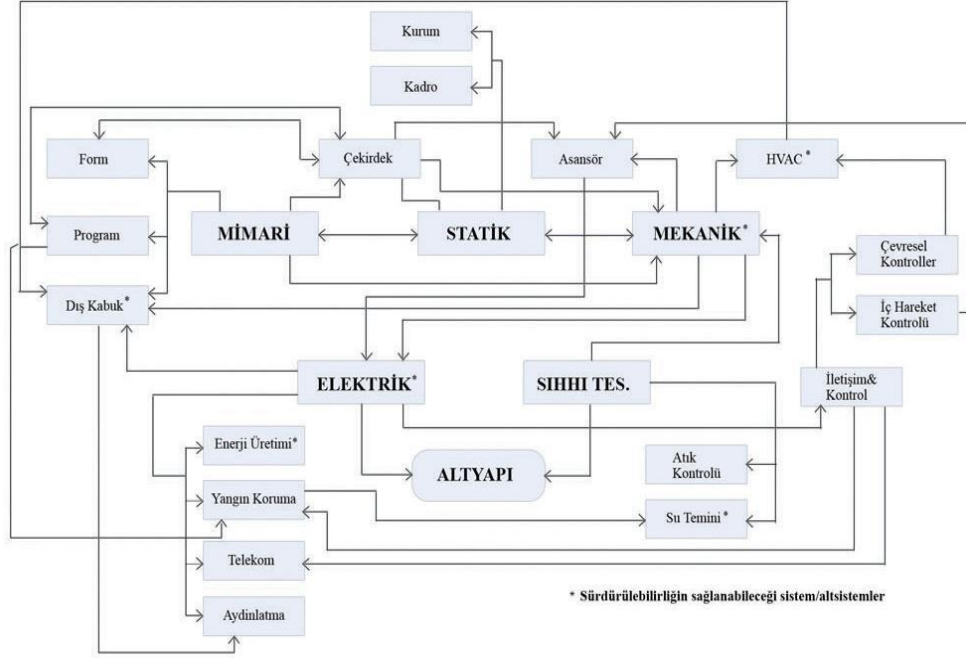 Kurum
Kadro
Form
Çekirdek
Asansör
HVAC *
Program
MİMARİ
STATİK
MEKANİK*
Çevresel
Kontroller
Dış Kabuk*
İç Hareket
Kontrolü
ELEKTRİK*
SIHHI TES.
İletişim&
Kontrol
Enerji Üretimi*
ALTYAPI
Atık
Kontrolü
Yangın Koruma
Su Temini *
Telekom
Aydinlatma
* Sürdürülebilirliğin sağlanabileceği sistem/altsistemler